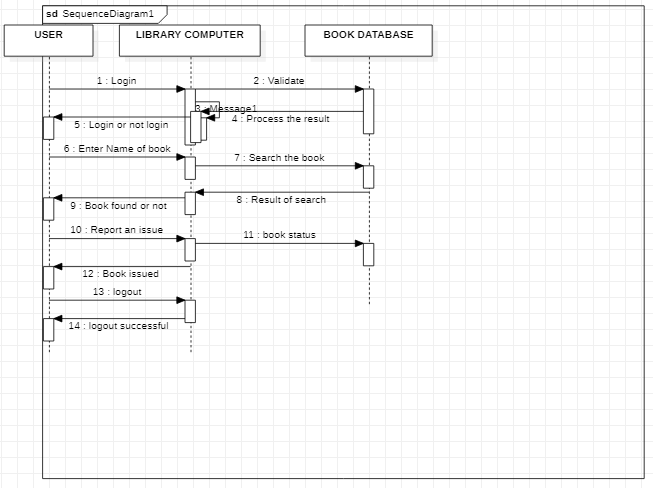 sd SequenceDiagram1
USER
LIBRARY COMPUTER
BOOK DATABASE
1 : Login
2 : Validate
3 : Message1
4 : Process the result
5 : Login or not login
6 : Enter Name of book
7 : Search the book
8 : Result of search
9 : Book found or not
10 : Report an issue
11 : book status
12 : Book issued
13 : logout
14 : logout successful